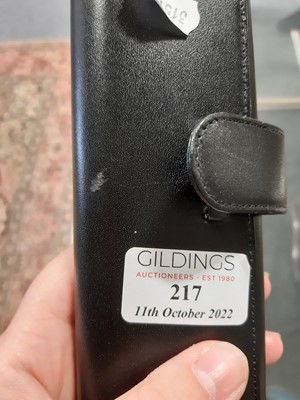 GILDINGS
AUCTIONEERS - EST 1980
217
11th October 2022